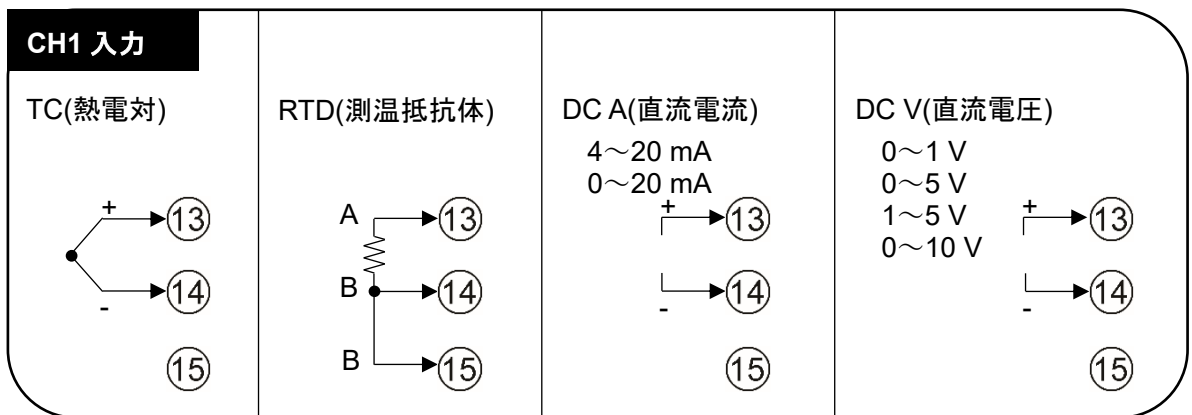 CH1 入力
TC(熱電対)
+
⑬
⑭
-
⑮
RTD(測温抵抗体)
A
⑬
B
⑭
B
⑮
DC A(直流電流)
4～20 mA
0～20 mA
+
⑬
⑭
-
⑮
DC V(直流電圧)
0～1 V
0～5 V
1～5 V
0～10 V
+
⑬
⑭
-
⑮